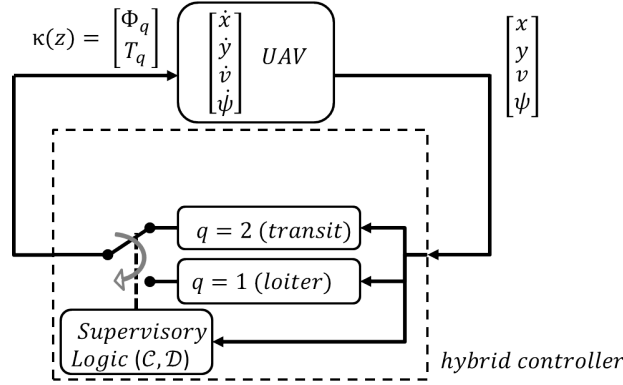 κ(z) = [Φ_q T_q]
[ẋ ẏ v̇ ψ̇] UAV
[x y v ψ]
q = 2 (transit)
q = 1 (loiter)
Supervisory
Logic (𝒞, 𝒟)
hybrid controller